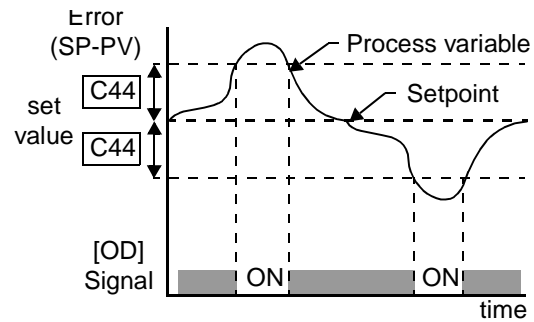 Error
(SP-PV)
Process variable
C44
Setpoint
set
value
C44
[OD]
Signal
ON
ON
time